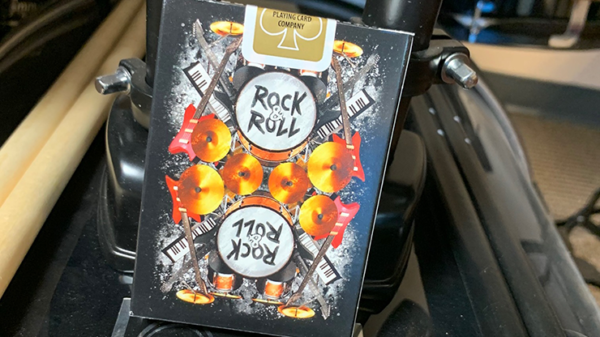 PLAYING CARD
COMPANY
ROCK
&
ROLL
ROCK
&
ROLL